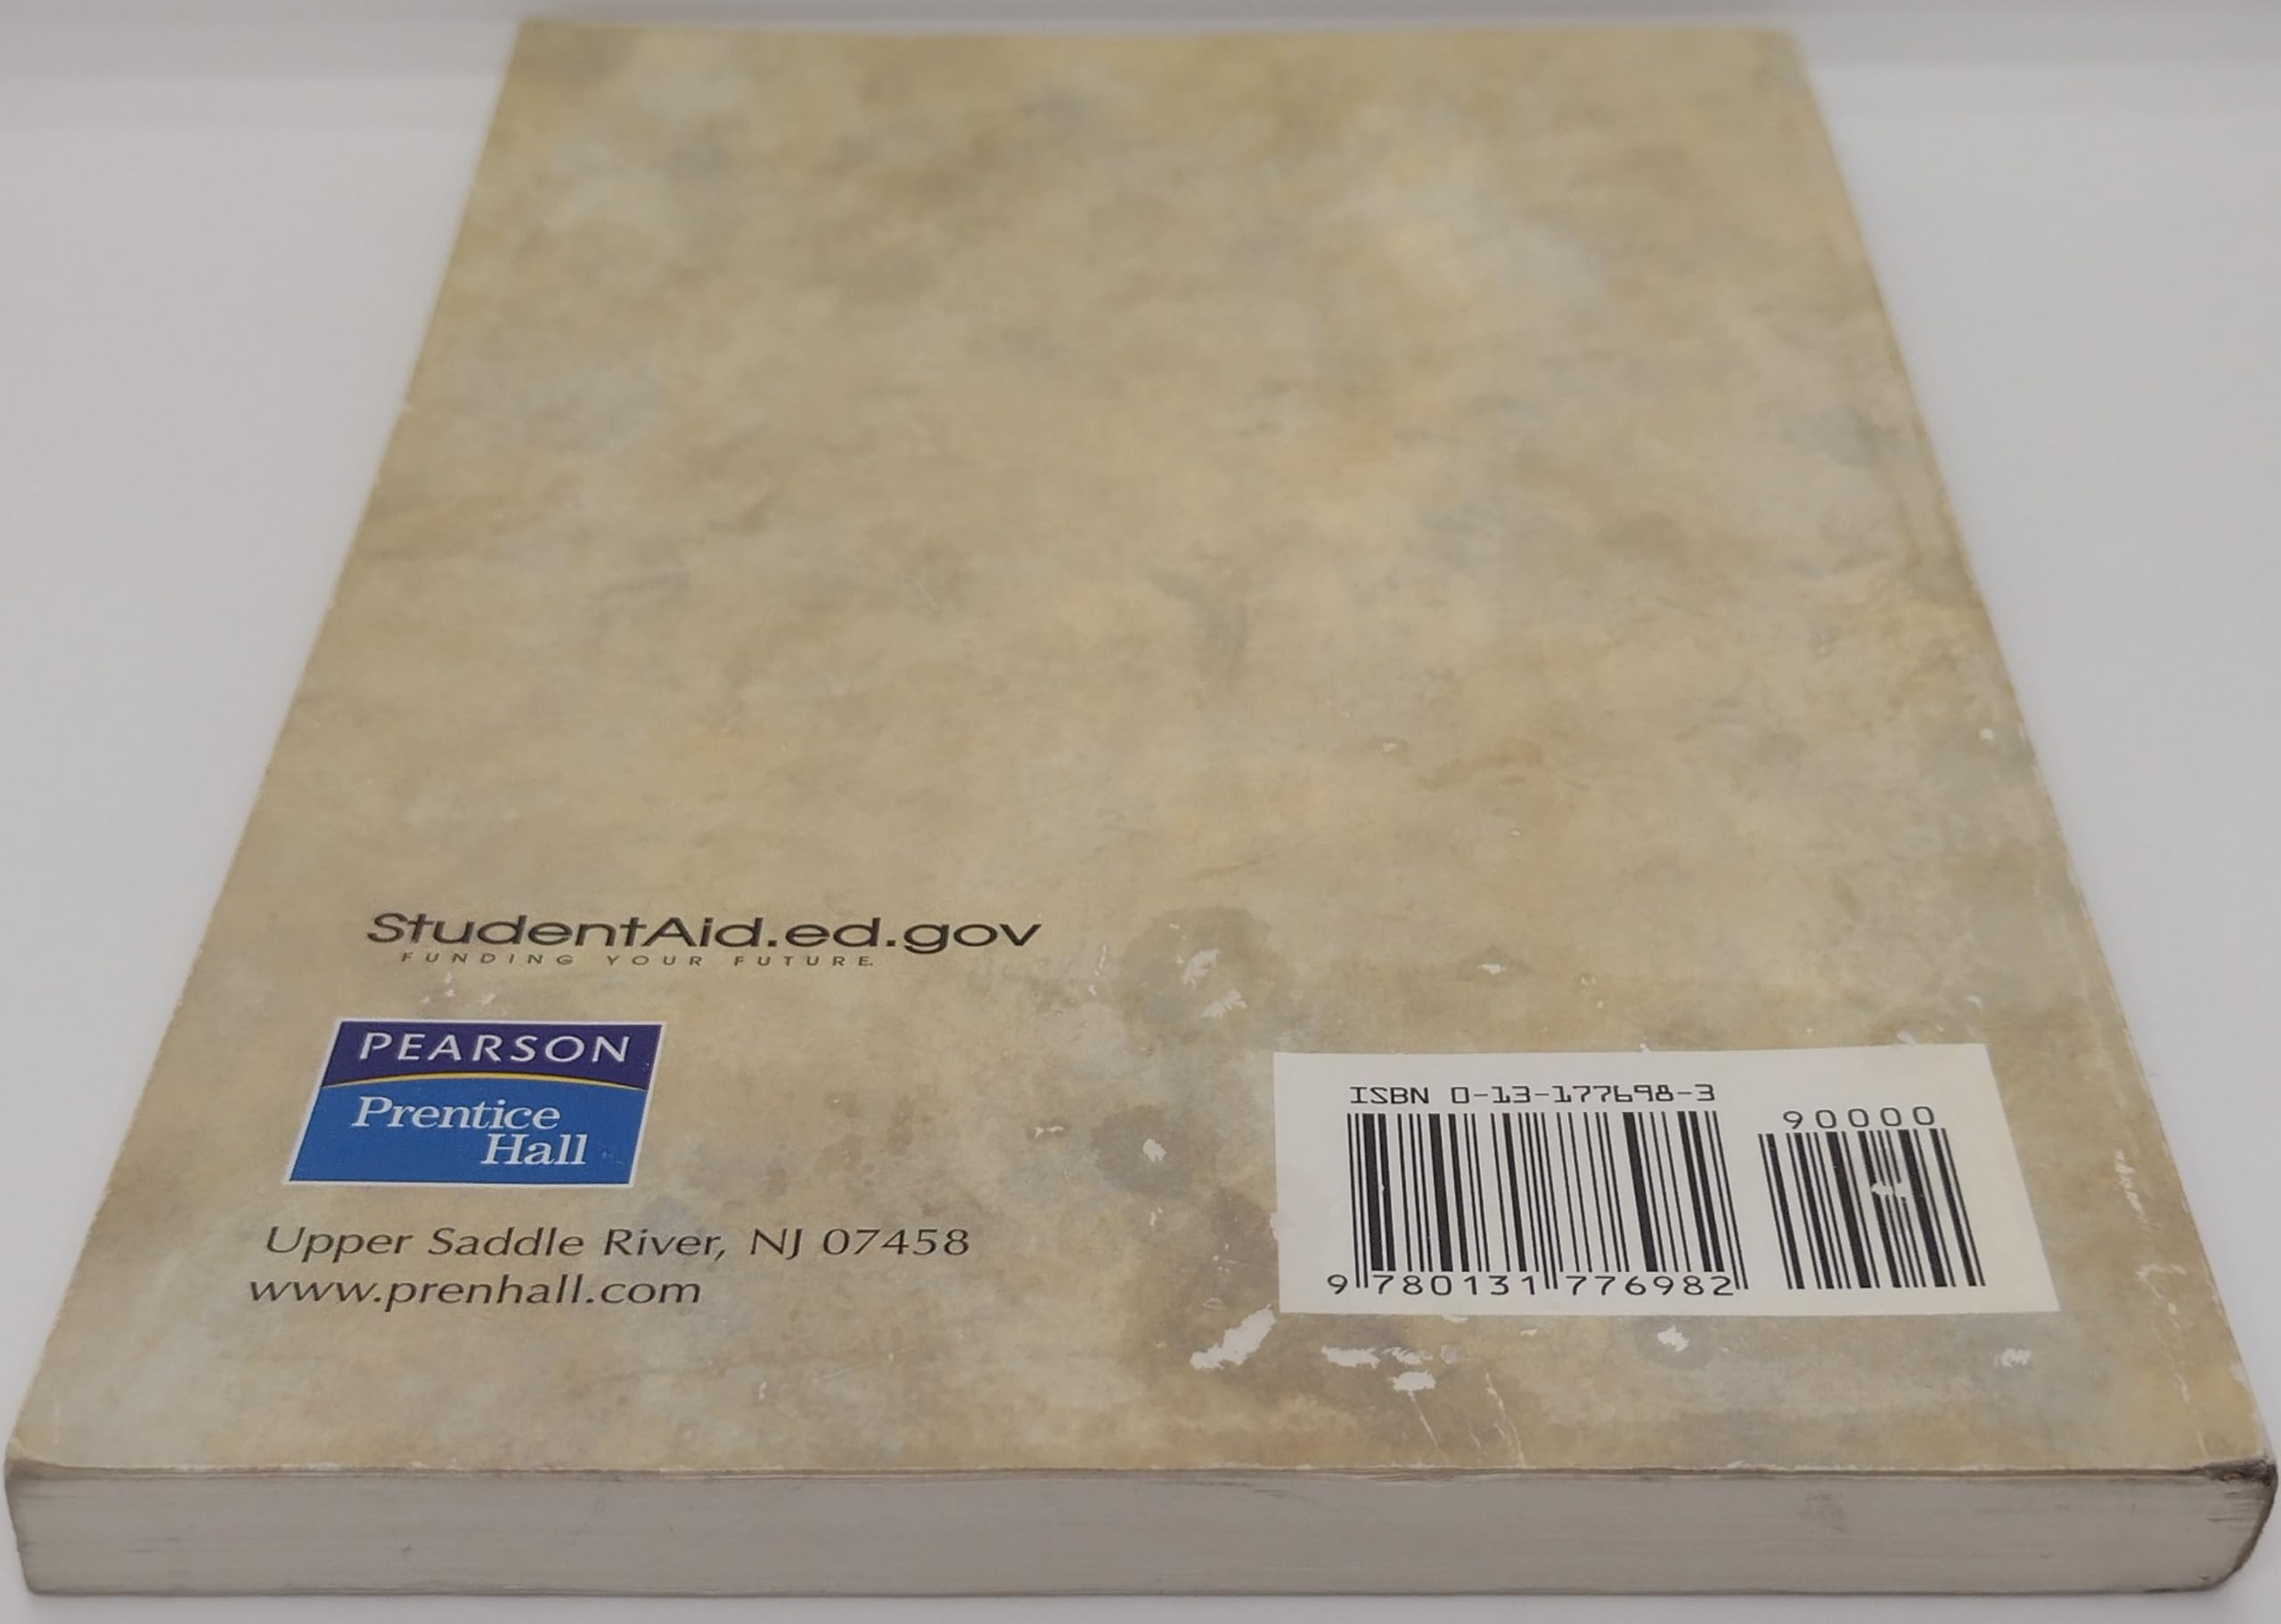 StudentAid.ed.gov
FUNDING YOUR FUTURE.
PEARSON
Prentice
Hall
Upper Saddle River, NJ 07458
www.prenhall.com
ISBN 0-13-177698-3
90000
9 780131 776982